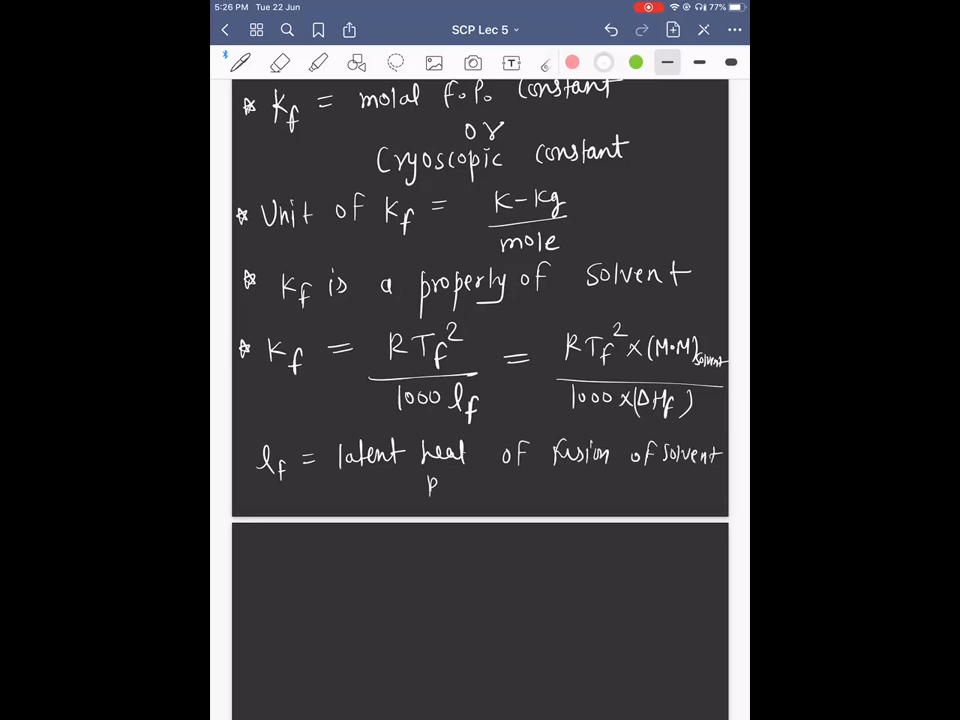 5:26 PM Tue 22 Jun 77%
SCP Lec 5
* Kf = molal f.p. constant
or
Cryoscopic constant
* Unit of Kf = K-Kg / mole
* Kf is a property of solvent
* Kf = RTf² / 1000 lf = RTf² × (M.M)solvent / 1000 × (ΔHf)
lf = latent heat of fusion of solvent
p